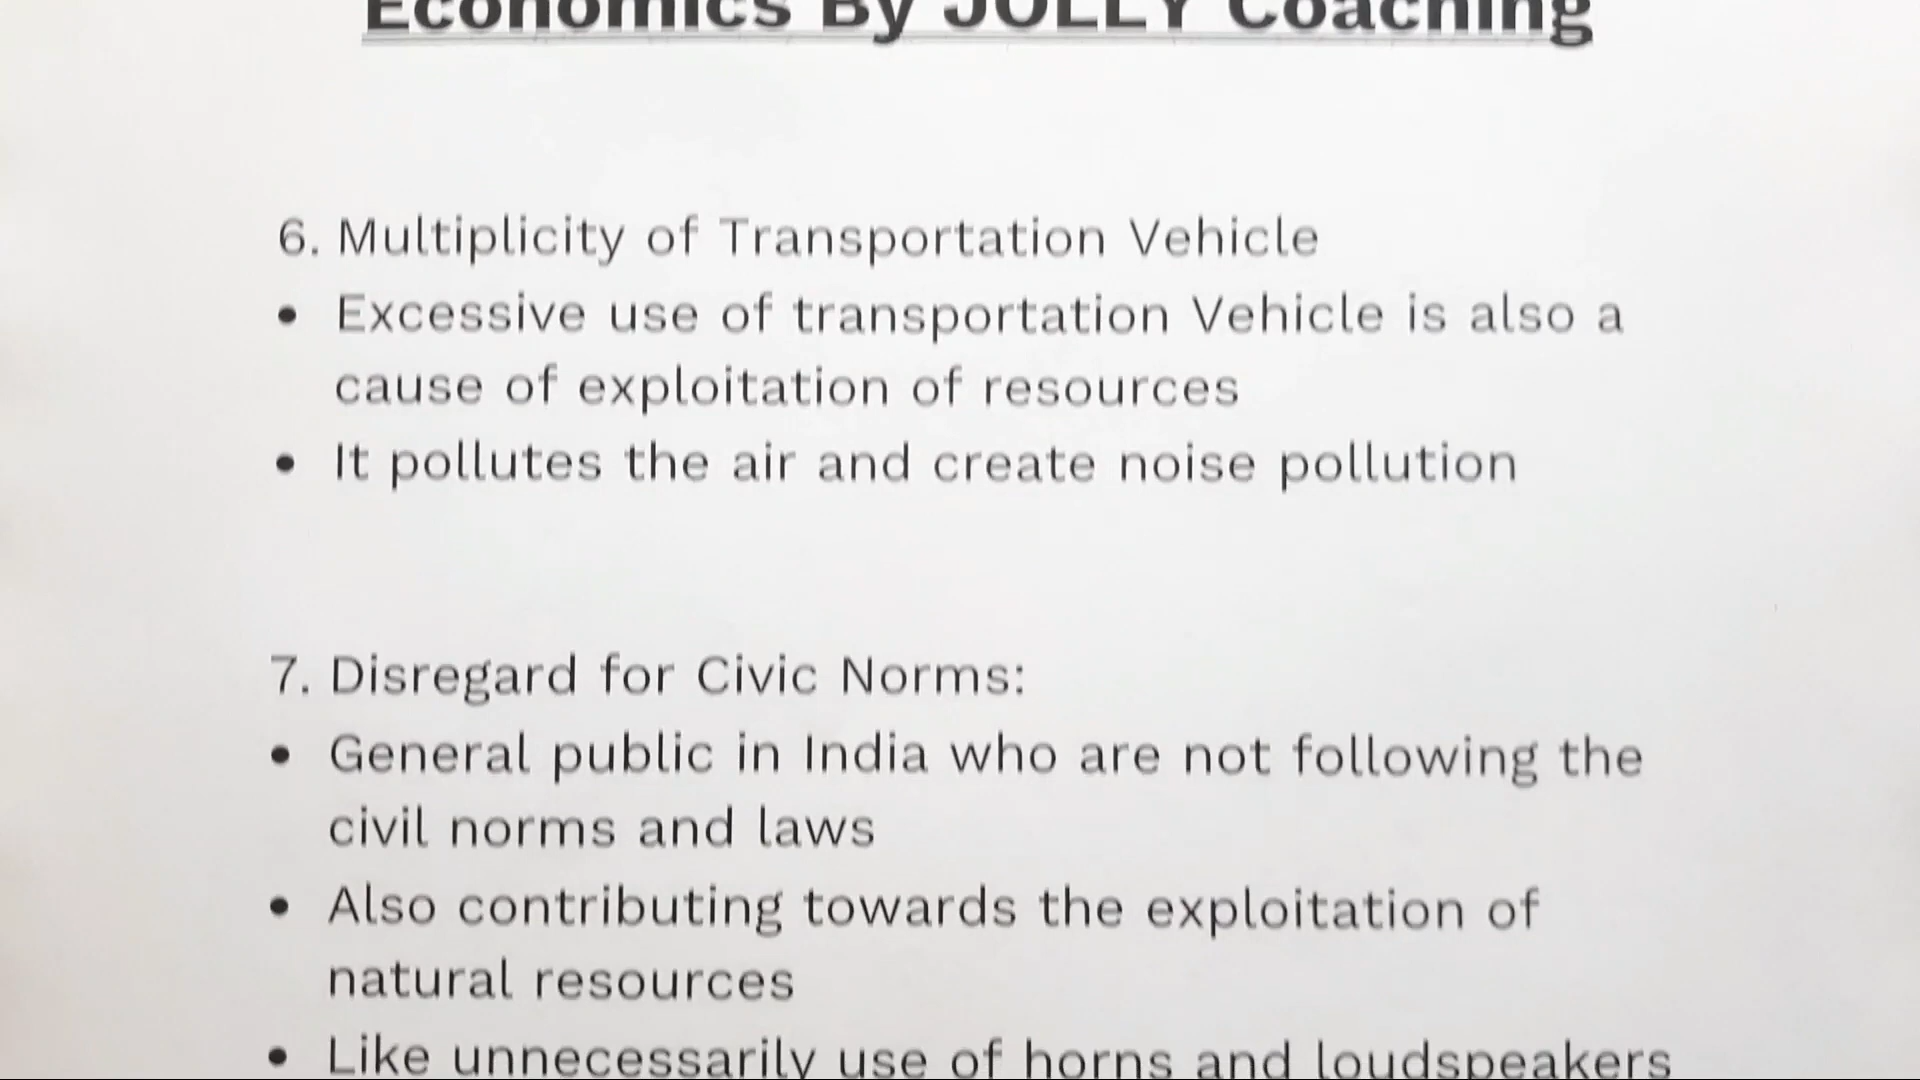 Economics By JOLLY Coaching
6. Multiplicity of Transportation Vehicle
• Excessive use of transportation Vehicle is also a
cause of exploitation of resources
• It pollutes the air and create noise pollution
7. Disregard for Civic Norms:
• General public in India who are not following the
civil norms and laws
• Also contributing towards the exploitation of
natural resources
• Like unnecessarily use of horns and loudspeakers